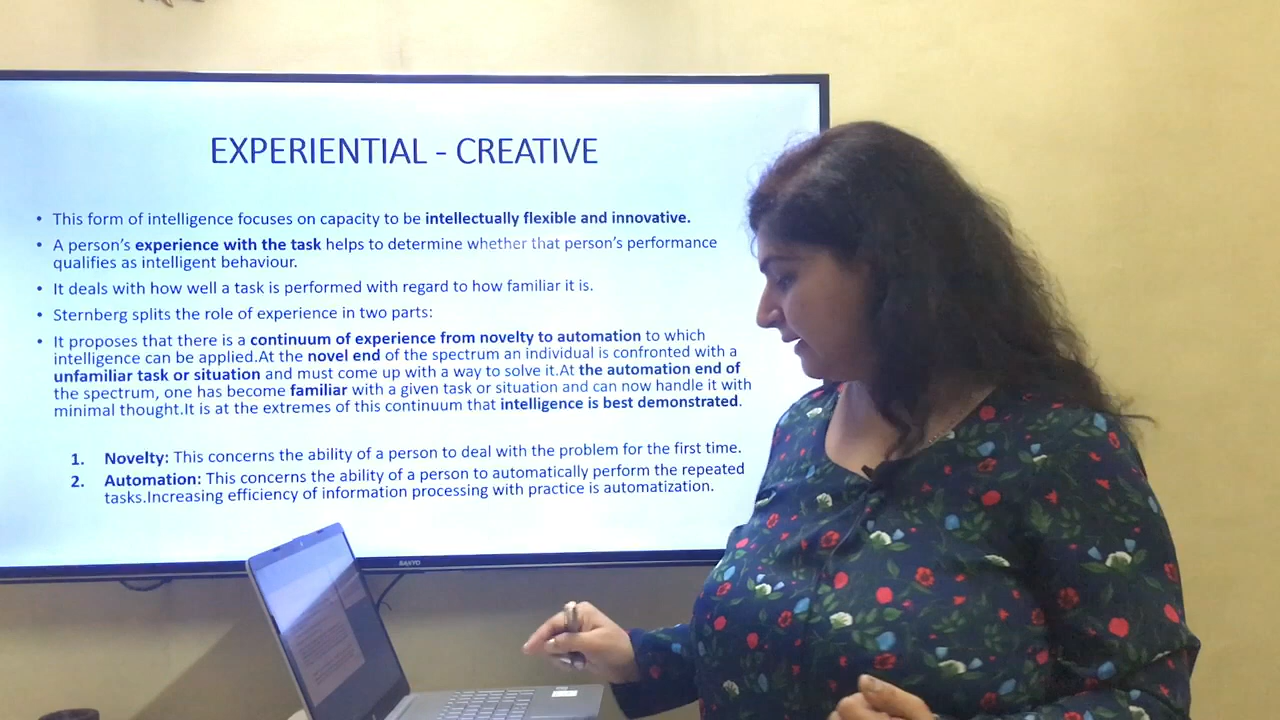 EXPERIENTIAL - CREATIVE
• This form of intelligence focuses on capacity to be intellectually flexible and innovative.
• A person's experience with the task helps to determine whether that person's performance
qualifies as intelligent behaviour.
• It deals with how well a task is performed with regard to how familiar it is.
• Sternberg splits the role of experience in two parts:
• It proposes that there is a continuum of experience from novelty to automation to which
intelligence can be applied.At the novel end of the spectrum an individual is confronted with a
unfamiliar task or situation and must come up with a way to solve it.At the automation end of
the spectrum, one has become familiar with a given task or situation and can now handle it with
minimal thought.It is at the extremes of this continuum that intelligence is best demonstrated.
1. Novelty: This concerns the ability of a person to deal with the problem for the first time.
2. Automation: This concerns the ability of a person to automatically perform the repeated
tasks.Increasing efficiency of information processing with practice is automatization.
SANYO